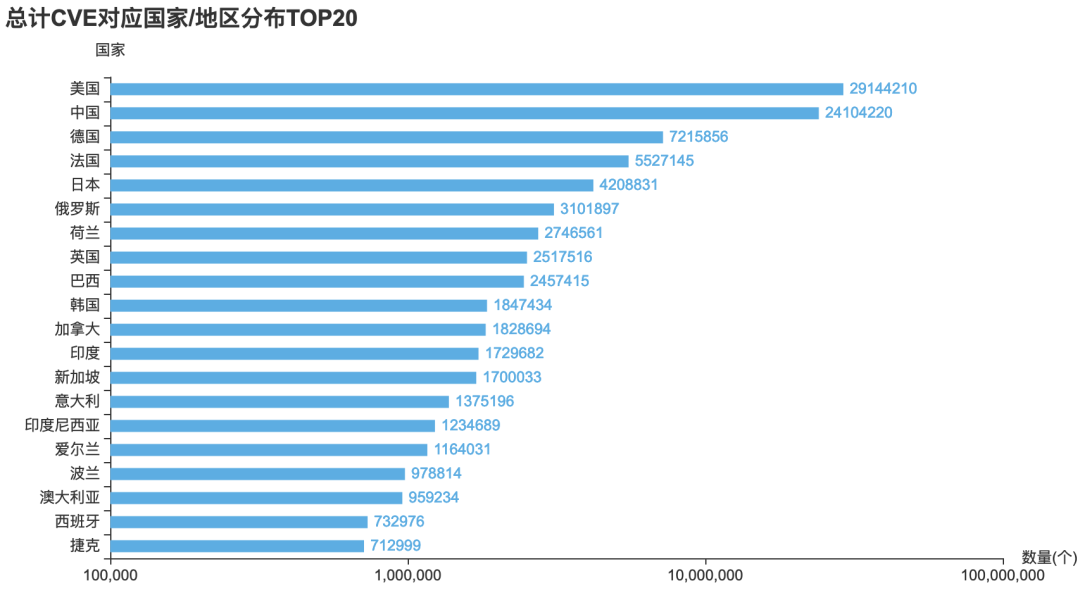 总计CVE对应国家/地区分布TOP20
国家
美国 29144210
中国 24104220
德国 7215856
法国 5527145
日本 4208831
俄罗斯 3101897
荷兰 2746561
英国 2517516
巴西 2457415
韩国 1847434
加拿大 1828694
印度 1729682
新加坡 1700033
意大利 1375196
印度尼西亚 1234689
爱尔兰 1164031
波兰 978814
澳大利亚 959234
西班牙 732976
捷克 712999
数量(个)
100,000 1,000,000 10,000,000 100,000,000